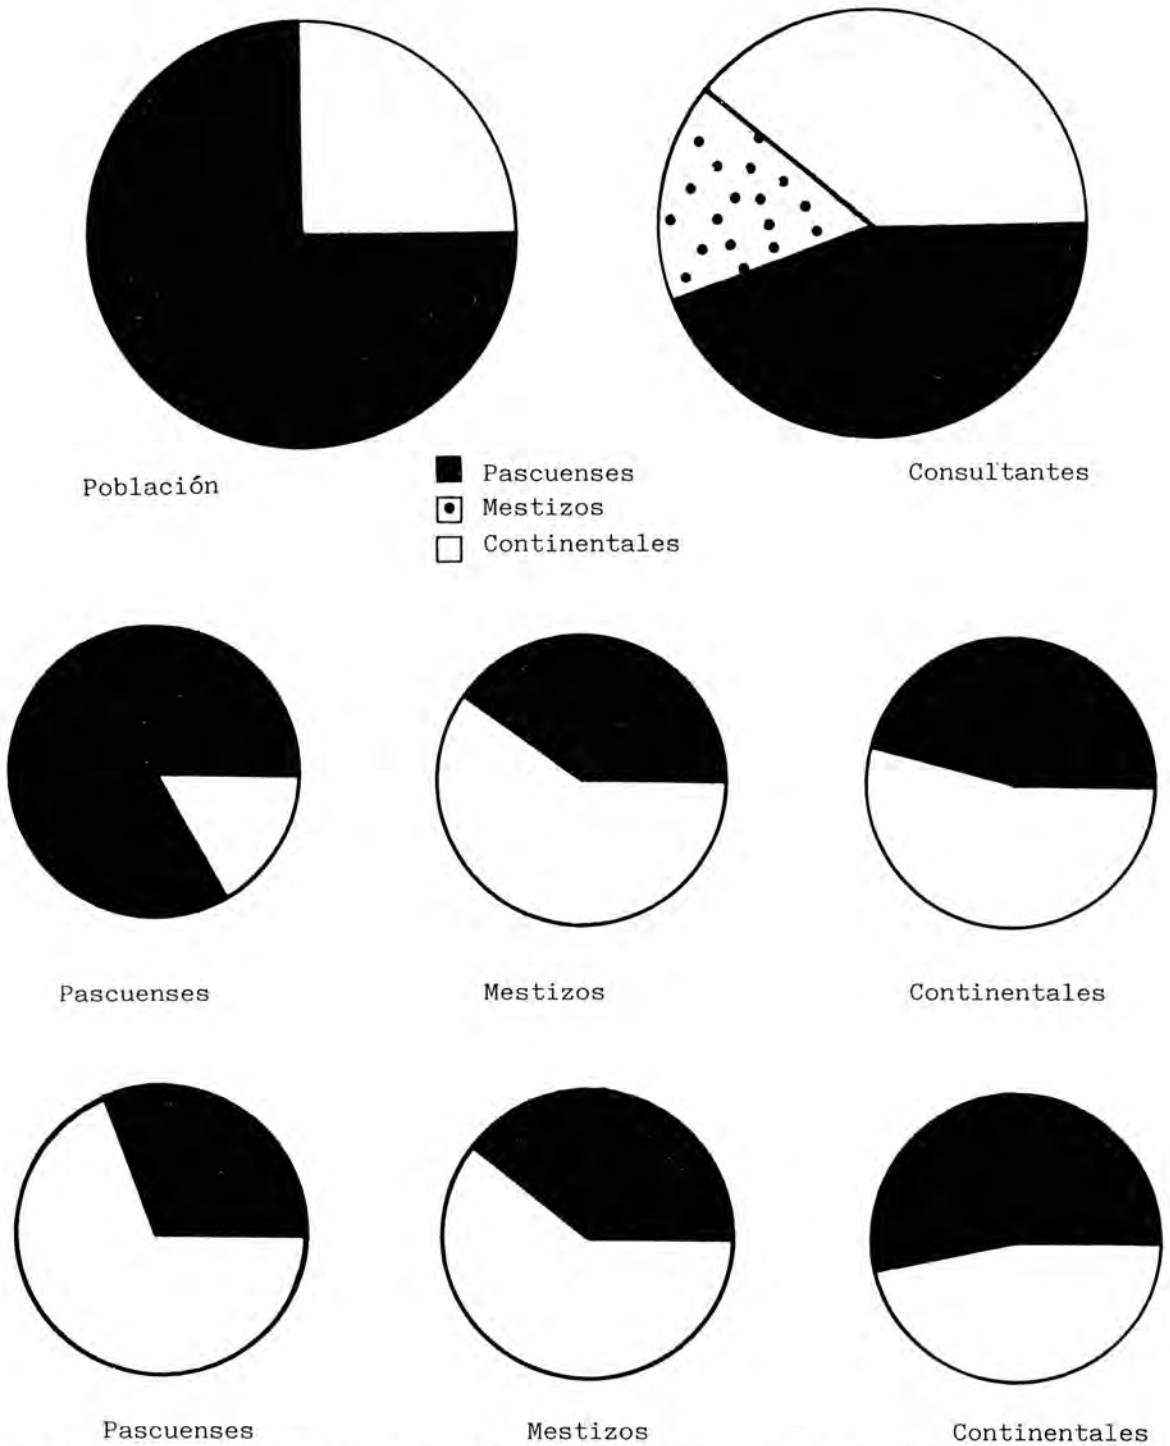 Población
Pascuenses
Mestizos
Continentales
Consultantes
Pascuenses
Mestizos
Continentales
Pascuenses
Mestizos
Continentales